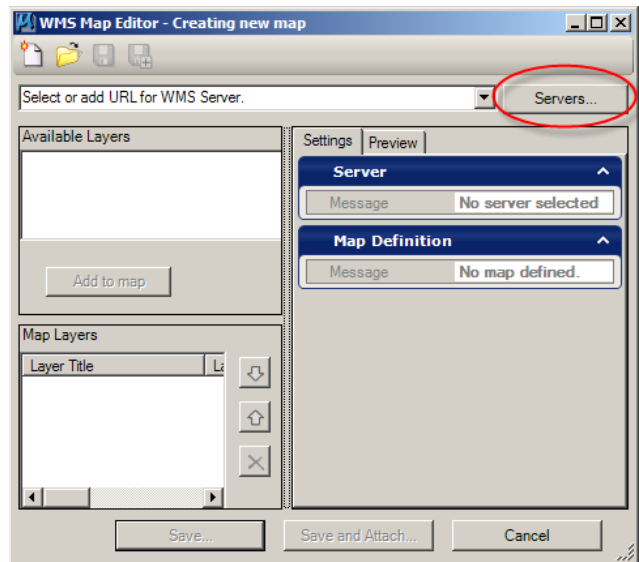 WMS Map Editor - Creating new map
Select or add URL for WMS Server.
Servers...
Available Layers
Add to map
Map Layers
Layer Title
La
Settings
Preview
Server
Message
No server selected
Map Definition
Message
No map defined.
Save...
Save and Attach...
Cancel